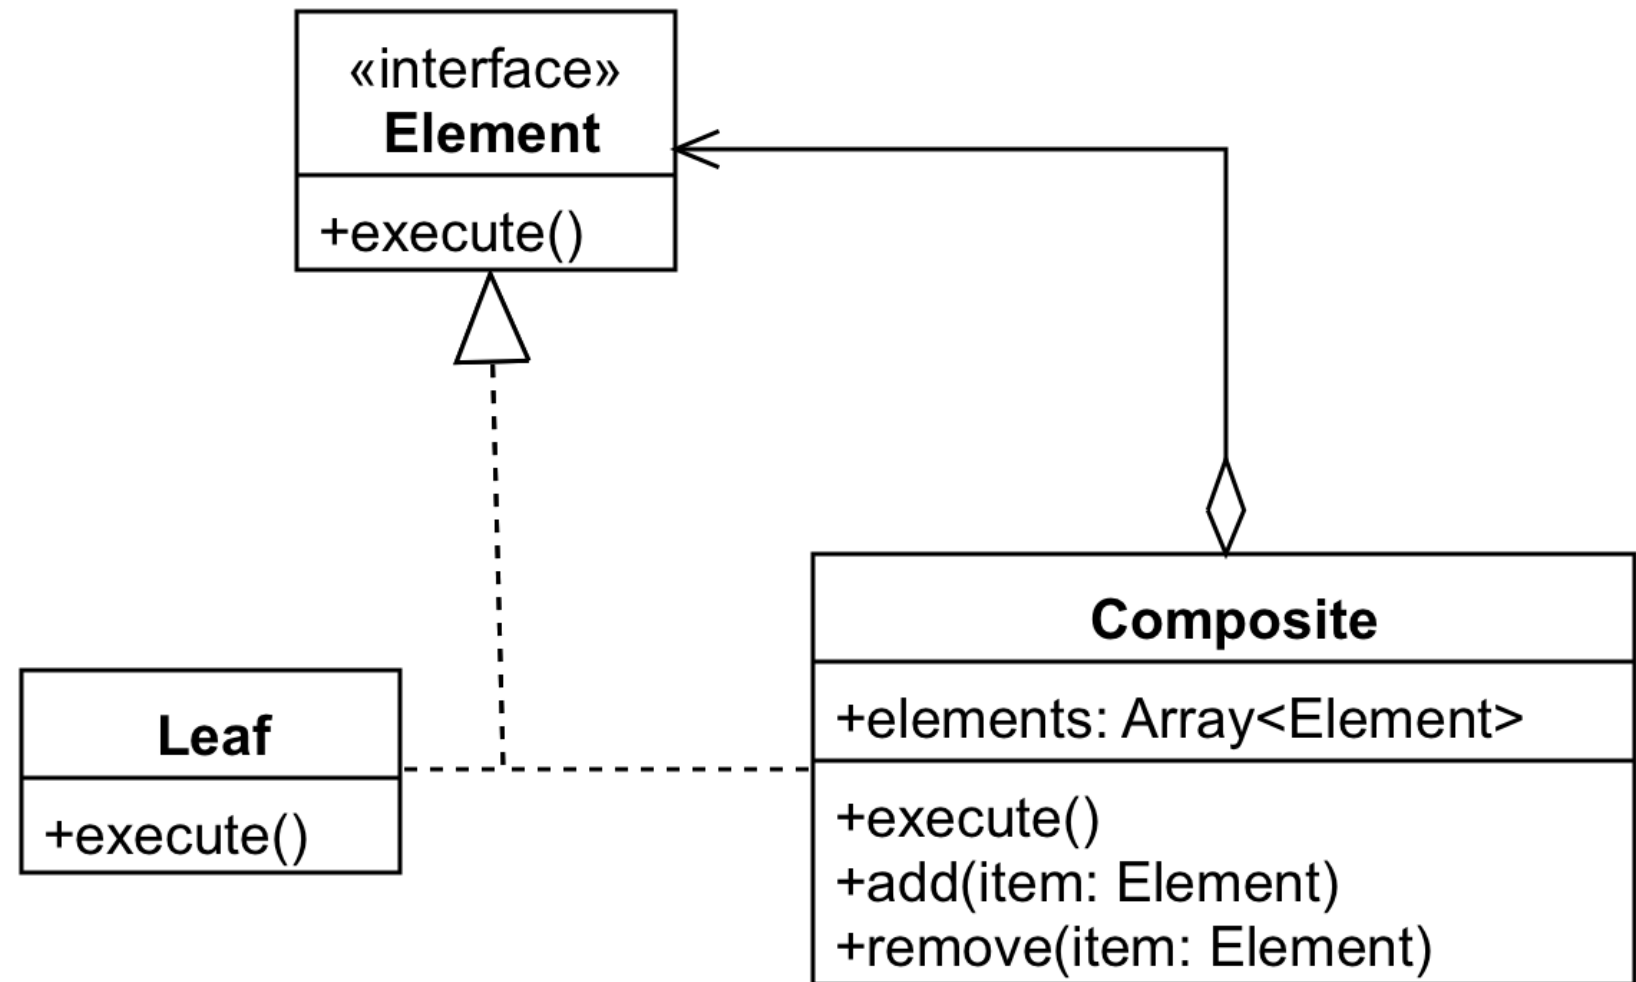 «interface»
Element
+execute()
Leaf
+execute()
Composite
+elements: Array<Element>
+execute()
+add(item: Element)
+remove(item: Element)